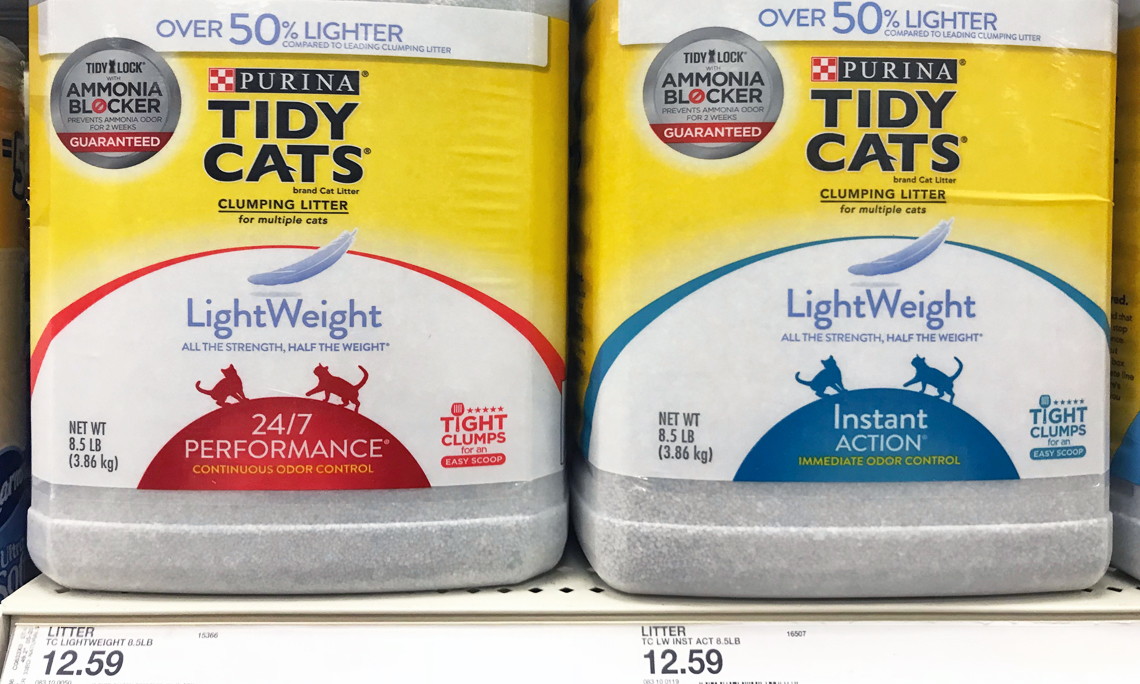 OVER 50% LIGHTER
COMPARED TO LEADING CLUMPING LITTER
TIDY LOCK™
WITH
AMMONIA
BLOCKER
PREVENTS AMMONIA ODOR
FOR 2 WEEKS
GUARANTEED
PURINA®
TIDY
CATS®
brand Cat Litter
CLUMPING LITTER
for multiple cats
LightWeight
ALL THE STRENGTH, HALF THE WEIGHT*
NET WT
8.5 LB
(3.86 kg)
24/7
PERFORMANCE®
CONTINUOUS ODOR CONTROL
TIGHT
CLUMPS
for an
EASY SCOOP
OVER 50% LIGHTER
COMPARED TO LEADING CLUMPING LITTER
TIDY LOCK™
WITH
AMMONIA
BLOCKER
PREVENTS AMMONIA ODOR
FOR 2 WEEKS
GUARANTEED
PURINA®
TIDY
CATS®
brand Cat Litter
CLUMPING LITTER
for multiple cats
LightWeight
ALL THE STRENGTH, HALF THE WEIGHT*
NET WT
8.5 LB
(3.86 kg)
Instant
ACTION®
IMMEDIATE ODOR CONTROL
TIGHT
CLUMPS
for an
EASY SCOOP
LITTER
TC LIGHTWEIGHT 8.5LB
15366
12.59
LITTER
TC LW INST ACT 8.5LB
16507
12.59